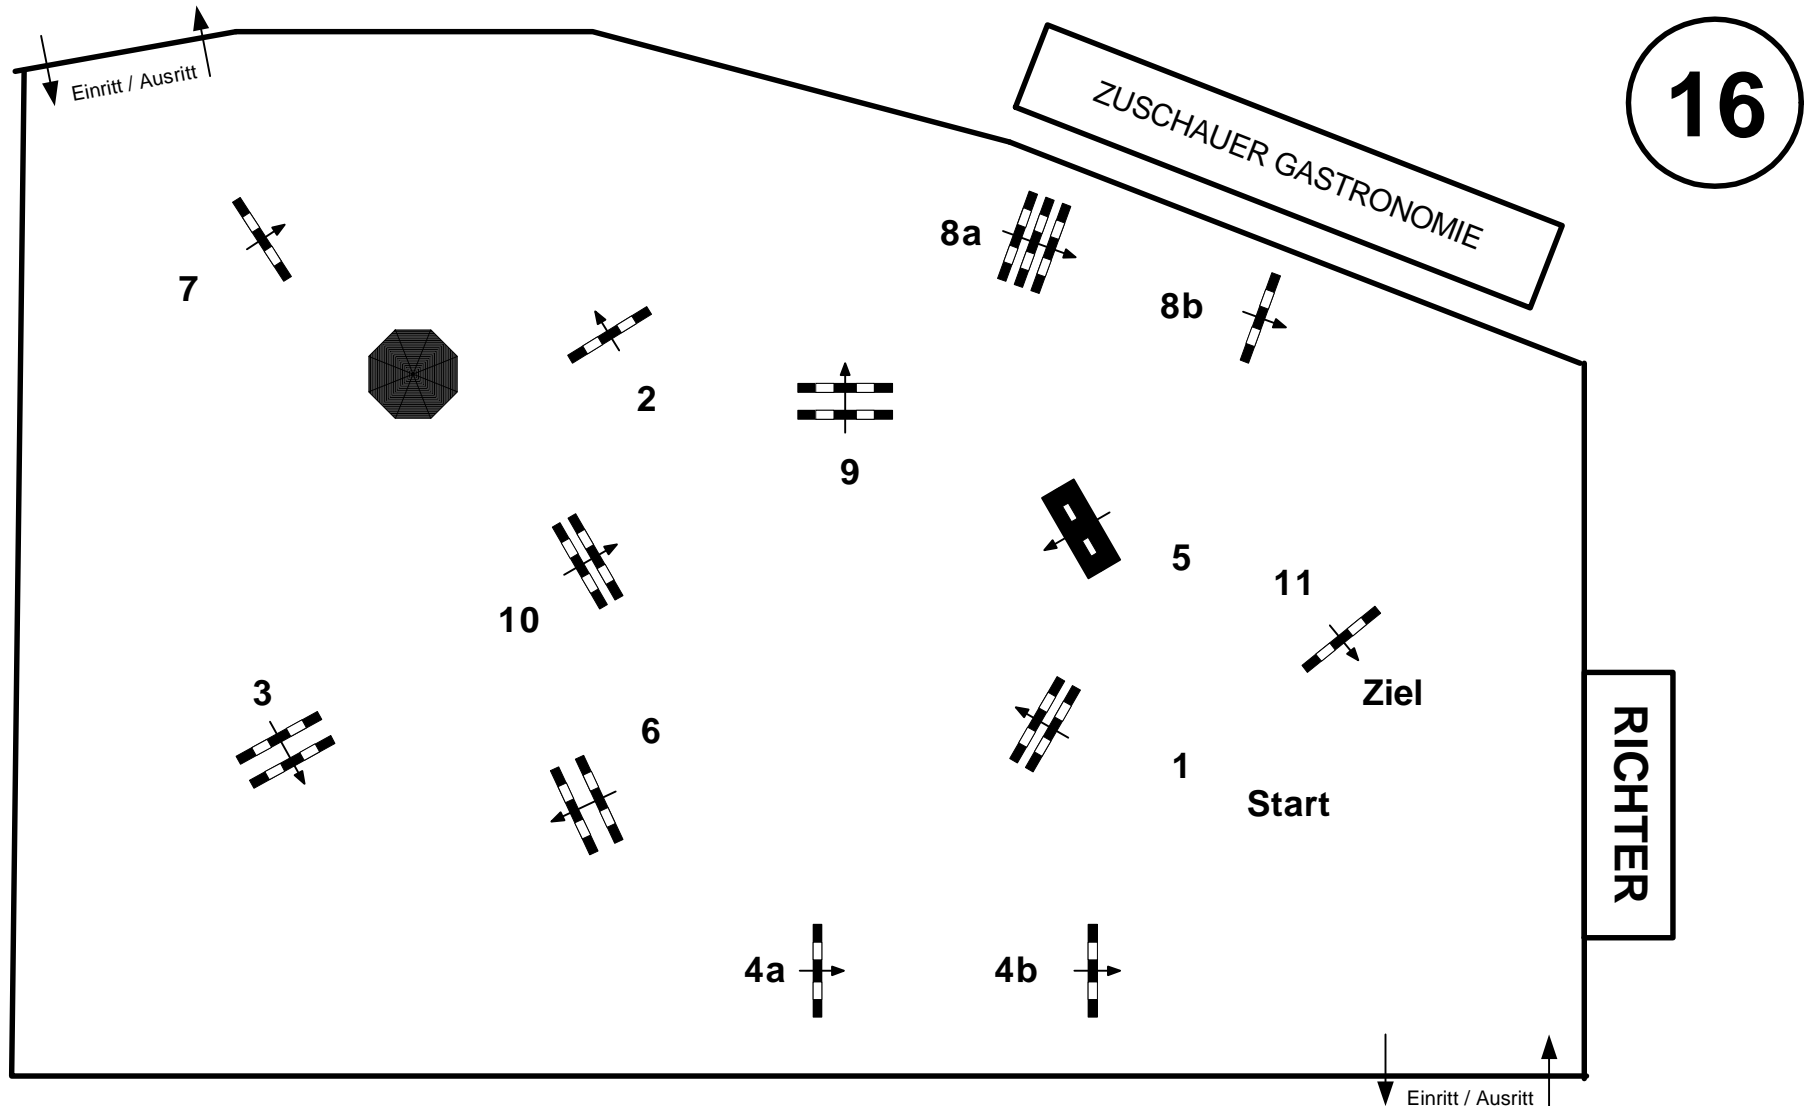 Einritt / Ausritt
ZUSCHAUER GASTRONOMIE
16
8a
7
8b
2
9
5
11
10
3
Ziel
6
1
Start
RICHTER
4a
4b
Einritt / Ausritt